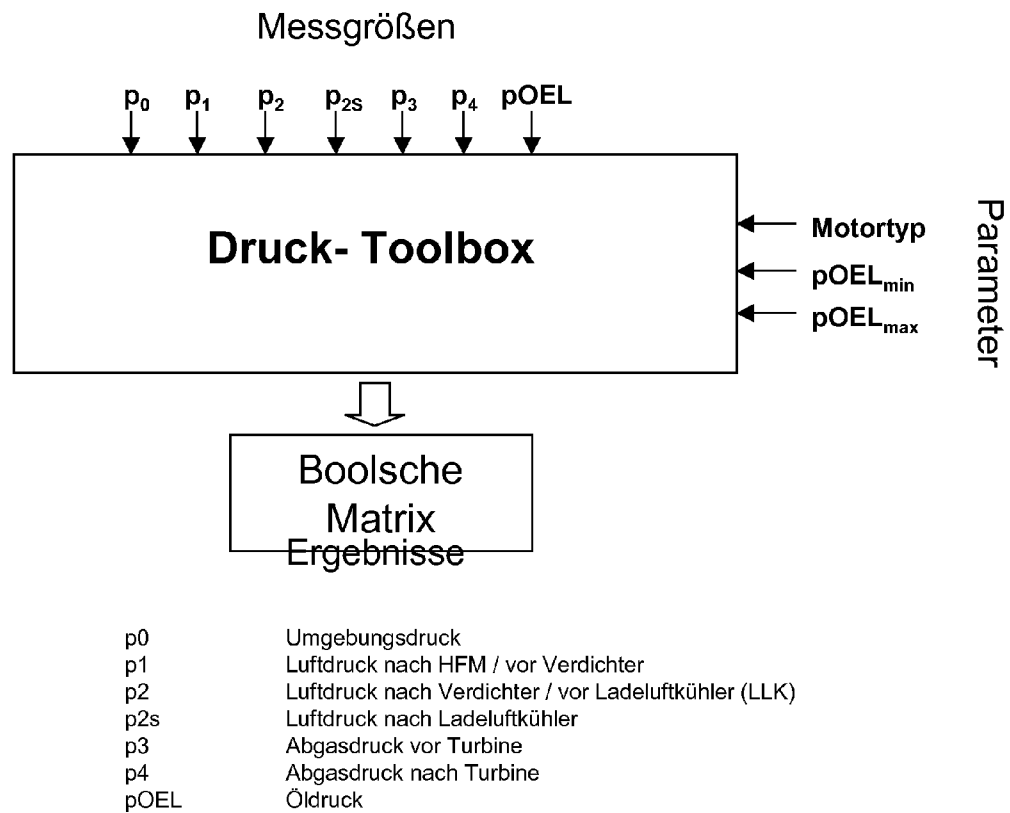 Messgrößen
p0 p1 p2 p2S p3 p4 pOEL
Druck- Toolbox
Motortyp
pOELmin
pOELmax
Parameter
Boolsche
Matrix
Ergebnisse
p0 Umgebungsdruck
p1 Luftdruck nach HFM / vor Verdichter
p2 Luftdruck nach Verdichter / vor Ladeluftkühler (LLK)
p2s Luftdruck nach Ladeluftkühler
p3 Abgasdruck vor Turbine
p4 Abgasdruck nach Turbine
pOEL Öldruck